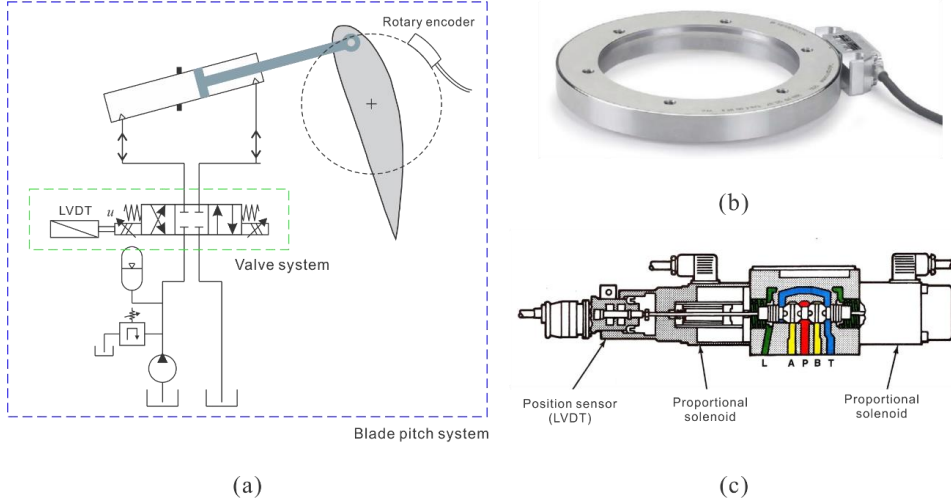 Rotary encoder
LVDT
u
Valve system
Blade pitch system
(a)
(b)
L A P B T
Position sensor
(LVDT)
Proportional
solenoid
Proportional
solenoid
(c)